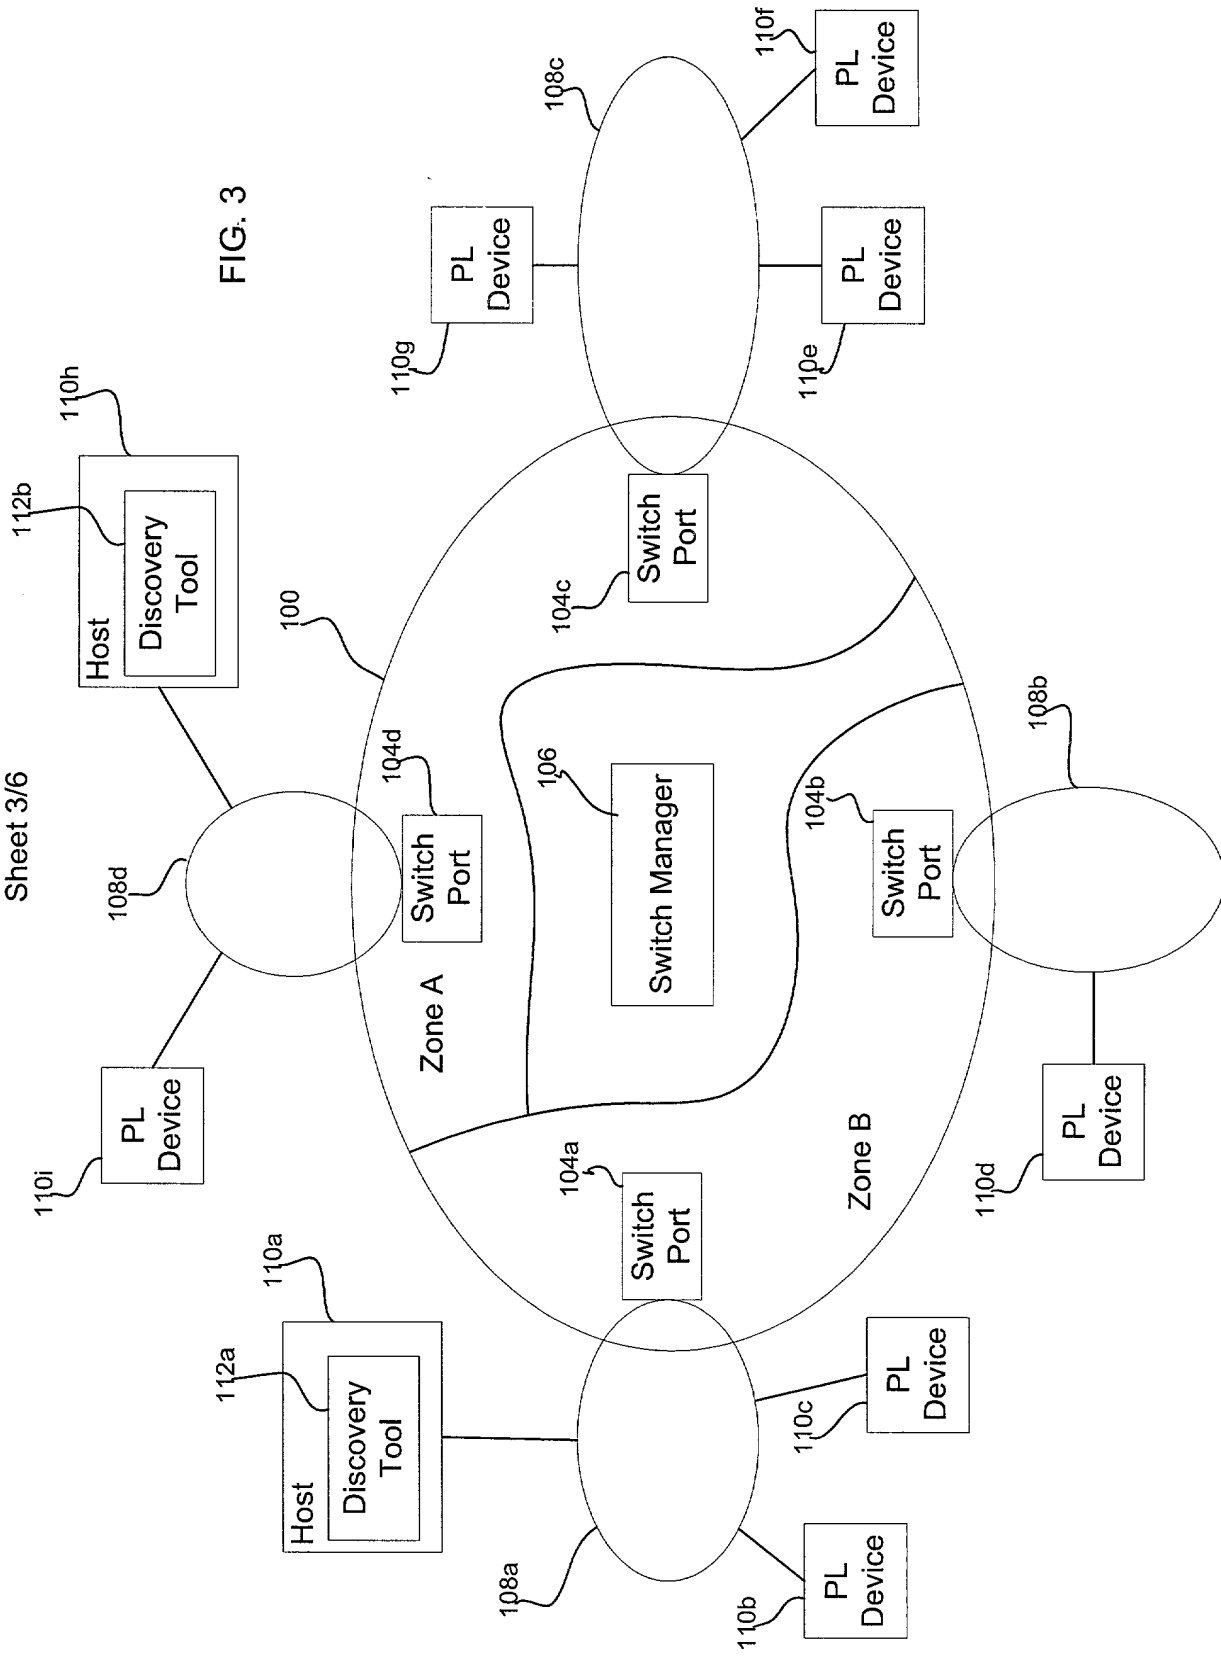 Sheet 3/6
FIG. 3
110i
PL
Device
108d
112b
110h
Host
Discovery
Tool
110a
112a
Host
Discovery
Tool
100
104d
Switch
Port
Zone A
110g
PL
Device
108c
108a
104a
Switch
Port
106
Switch Manager
104c
Switch
Port
110b
PL
Device
110c
PL
Device
Zone B
104b
Switch
Port
110e
PL
Device
110f
PL
Device
110d
PL
Device
108b